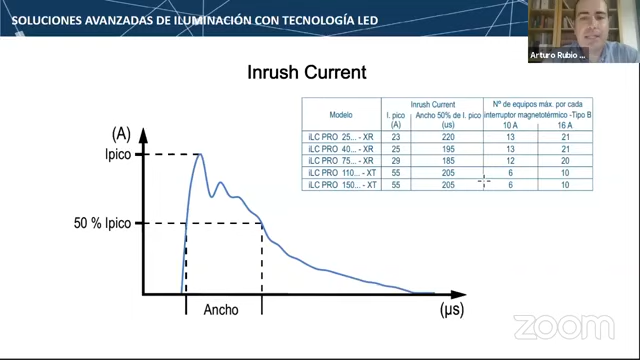 SOLUCIONES AVANZADAS DE ILUMINACIÓN CON TECNOLOGÍA LED
Arturo Rubio ...
Inrush Current
Modelo
Inrush Current
Nº de equipos máx. por cada interruptor magnetotérmico -Tipo B
I. pico (A)
Ancho 50% de I. pico (us)
10 A
16 A
iLC PRO 25... - XR 23 220 13 21
iLC PRO 40... - XR 25 195 13 21
iLC PRO 75... - XR 29 185 12 20
iLC PRO 110... - XT 55 205 6 10
iLC PRO 150... - XT 55 205 6 10
(A)
Ipico
50 % Ipico
Ancho
(µs)
zoom